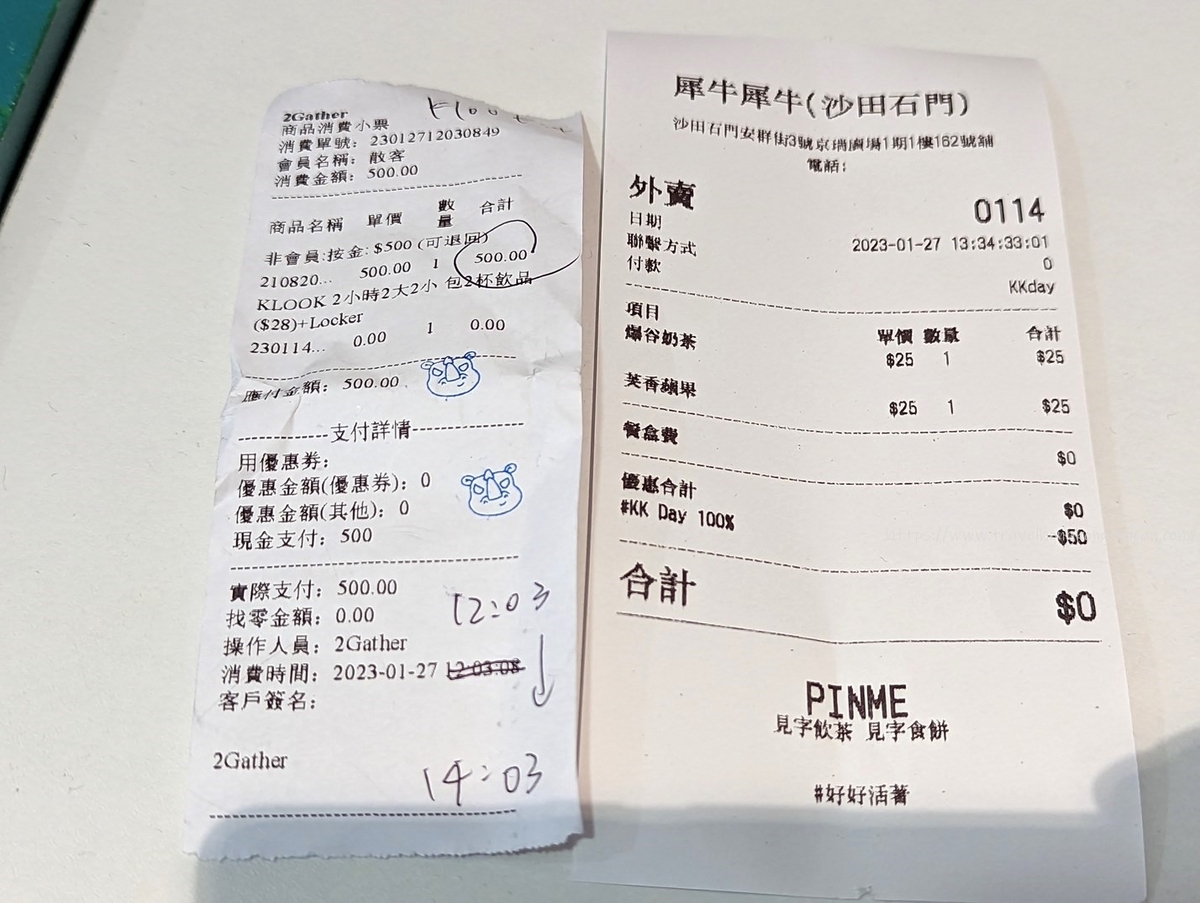 2Gather
商品消費小票
消費單號: 23012712030849
會員名稱: 散客
消費金額: 500.00
商品名稱 單價 數量 合計
非會員:按金: $500 (可退回)
210820... 500.00 1 500.00
KLOOK 2小時2大2小 包2杯飲品
($28)+Locker
230114... 0.00 1 0.00
應付金額: 500.00
支付詳情
用優惠券:
優惠金額(優惠券): 0
優惠金額(其他): 0
現金支付: 500
實際支付: 500.00
找零金額: 0.00
12:03
操作人員: 2Gather
消費時間: 2023-01-27 12:03:08
客戶簽名:
2Gather
14:03
犀牛犀牛(沙田石門)
沙田石門安群街3號京瑞廣場1期1樓162號舖
電話:
外賣 0114
日期 2023-01-27 13:34:33:01
聯繫方式 0
付款 KKday
項目 單價 數量 合計
爆谷奶茶
$25 1 $25
芙香蘋果
$25 1 $25
餐盒費 $0
優惠合計 $0
#KK Day 100% -$50
合計 $0
PINME
見字飲茶 見字食餅
#好好活著